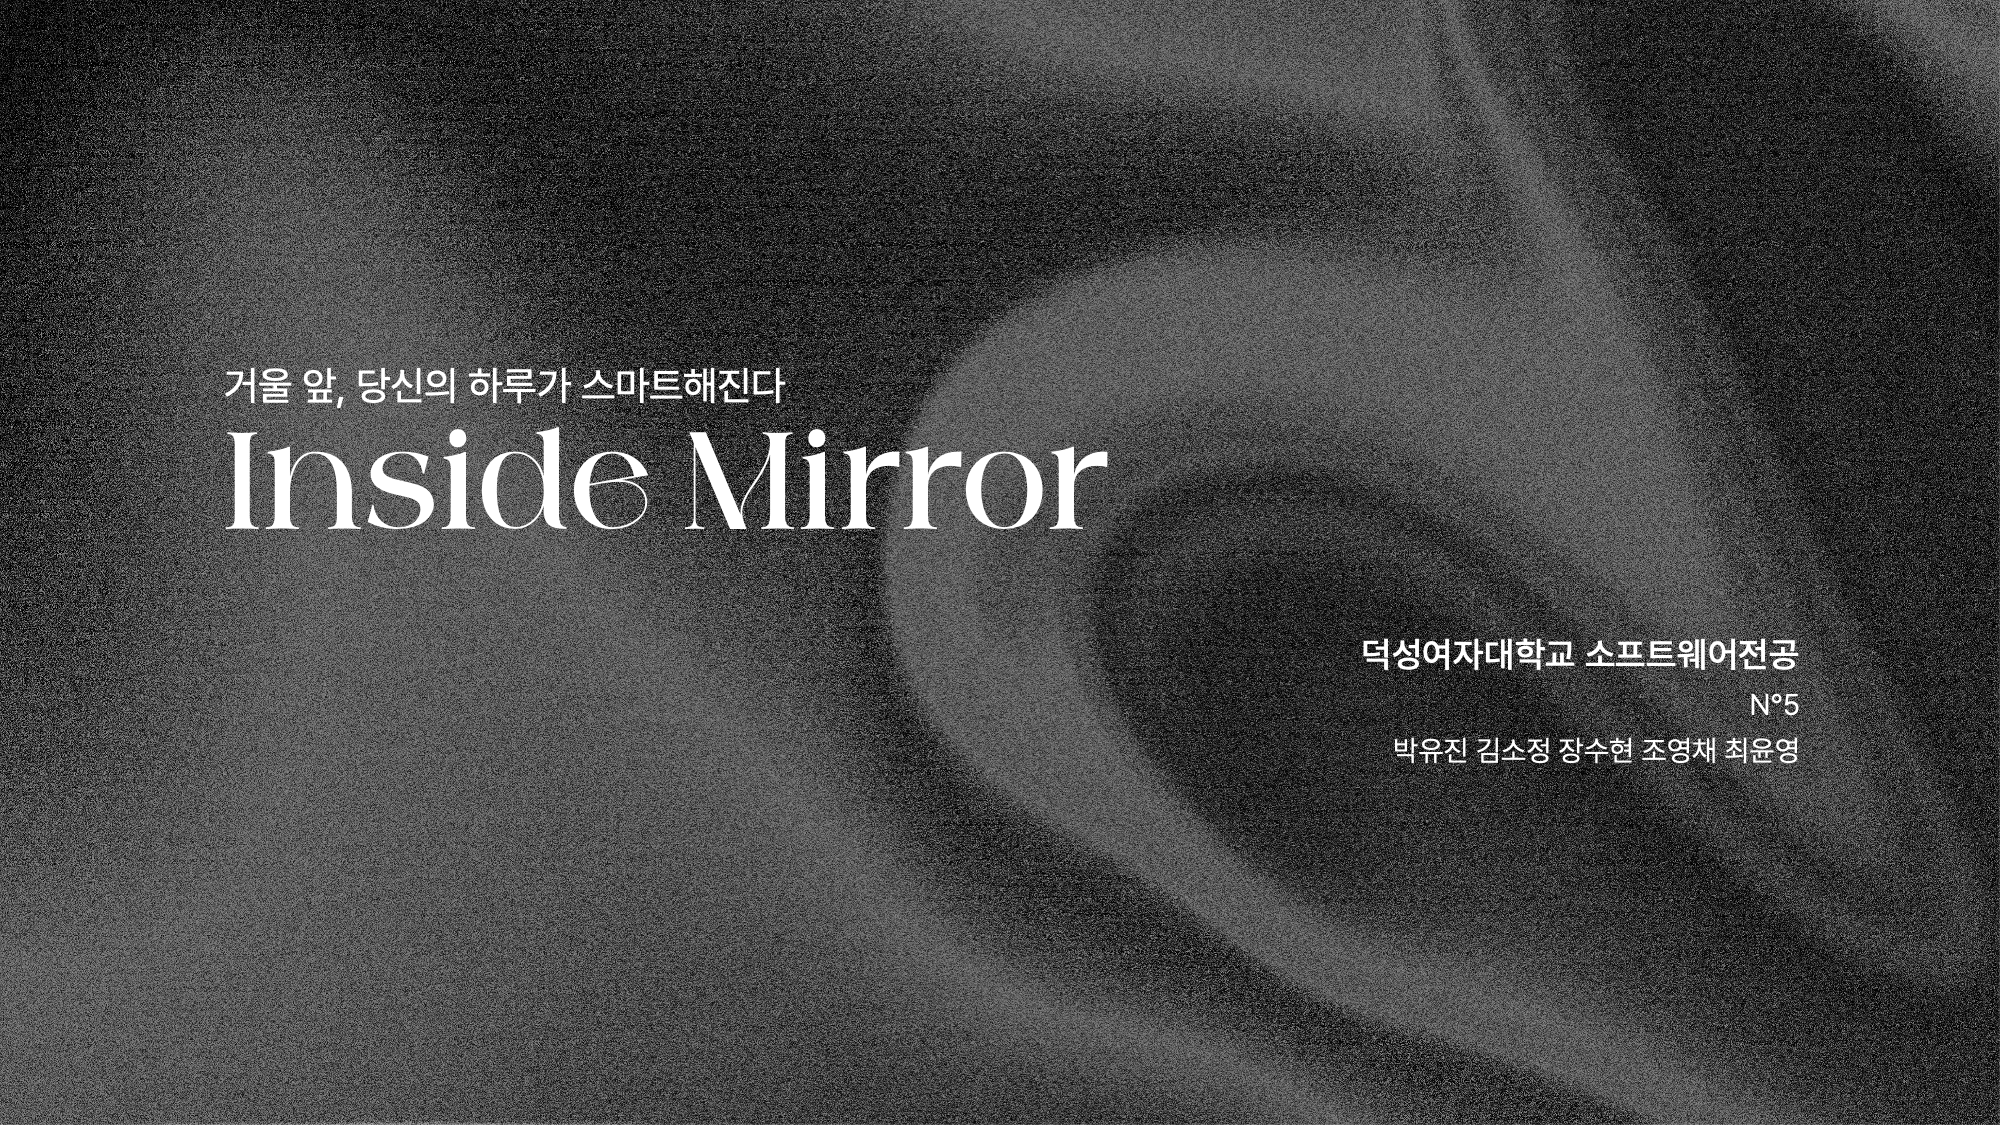 거울 앞, 당신의 하루가 스마트해진다
Inside Mirror
덕성여자대학교 소프트웨어전공
N°5
박유진 김소정 장수현 조영채 최윤영